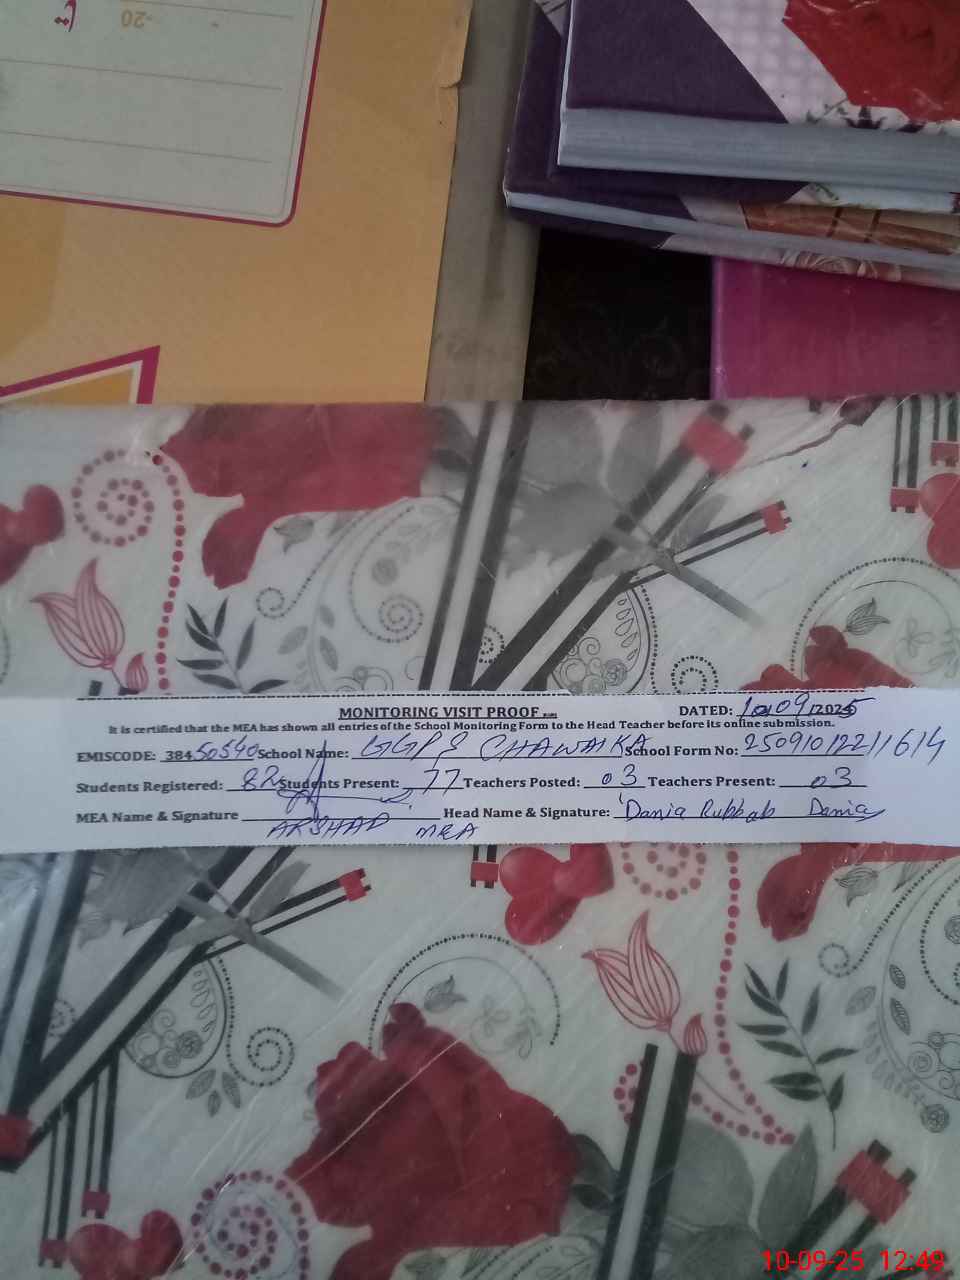 ت
-20
MONITORING VISIT PROOF
DATED: 10/09/2025
It is certified that the MEA has shown all entries of the School Monitoring Form to the Head Teacher before its online submission.
EMISCODE: 38450540 School Name: GGPS CHAWAIKA School Form No: 250910122111614
Students Registered: 82 Students Present: 77 Teachers Posted: 03 Teachers Present: 03
MEA Name & Signature ARSHAD MEA Head Name & Signature: Dania Rubbab Dania
10-09-25 12:49